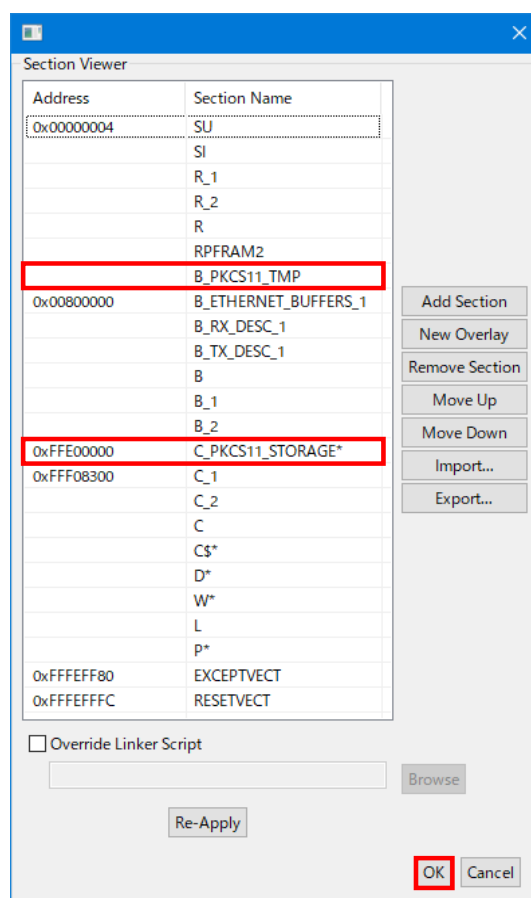 Section Viewer
Address Section Name
0x00000004 SU
SI
R_1
R_2
R
RPFRAM2
B_PKCS11_TMP
0x00800000 B_ETHERNET_BUFFERS_1
B_RX_DESC_1
B_TX_DESC_1
B
B_1
B_2
0xFFE00000 C_PKCS11_STORAGE*
0xFFF08300 C_1
C_2
C
C$*
D*
W*
L
P*
0xFFFEFF80 EXCEPTVECT
0xFFFEFFFC RESETVECT
Add Section
New Overlay
Remove Section
Move Up
Move Down
Import...
Export...
Override Linker Script
Browse
Re-Apply
OK Cancel